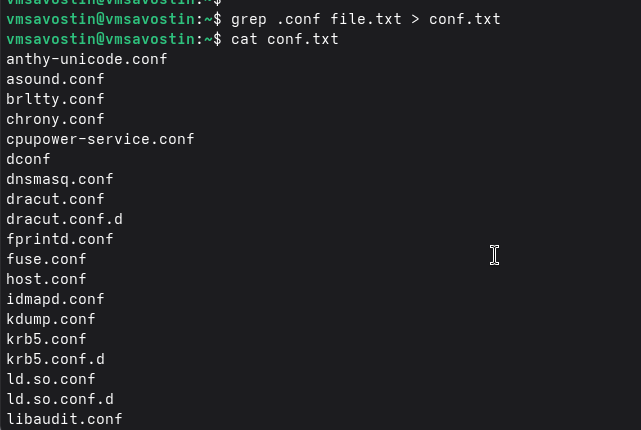 vmsavostin@vmsavostin:~$
vmsavostin@vmsavostin:~$ grep .conf file.txt > conf.txt
vmsavostin@vmsavostin:~$ cat conf.txt
anthy-unicode.conf
asound.conf
brltty.conf
chrony.conf
cpupower-service.conf
dconf
dnsmasq.conf
dracut.conf
dracut.conf.d
fprintd.conf
fuse.conf
host.conf
idmapd.conf
kdump.conf
krb5.conf
krb5.conf.d
ld.so.conf
ld.so.conf.d
libaudit.conf